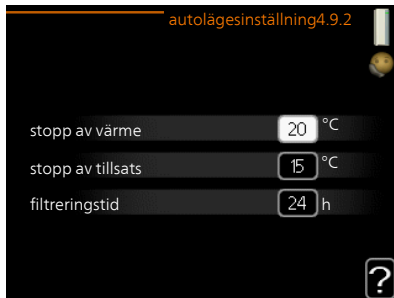 autolägesinställning4.9.2
stopp av värme 20 °C
stopp av tillsats 15 °C
filtreringstid 24 h
?